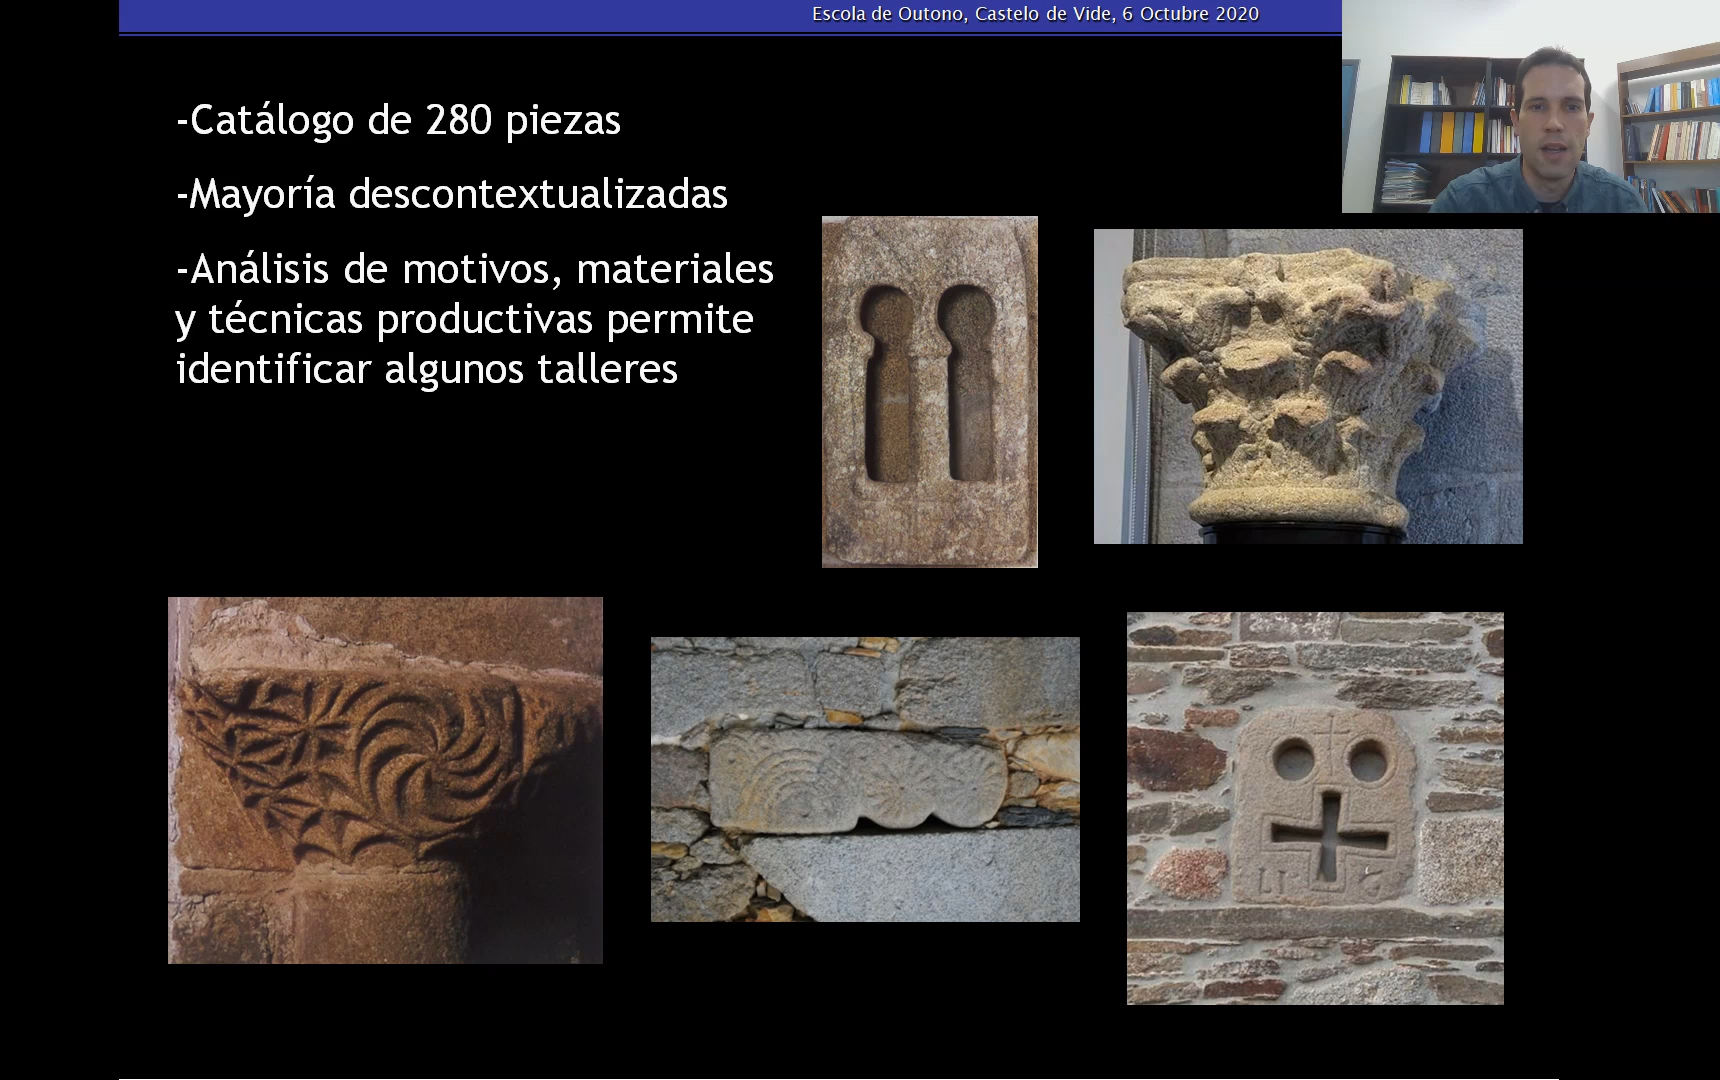 Escola de Outono, Castelo de Vide, 6 Octubre 2020
-Catálogo de 280 piezas
-Mayoría descontextualizadas
-Análisis de motivos, materiales
y técnicas productivas permite
identificar algunos talleres